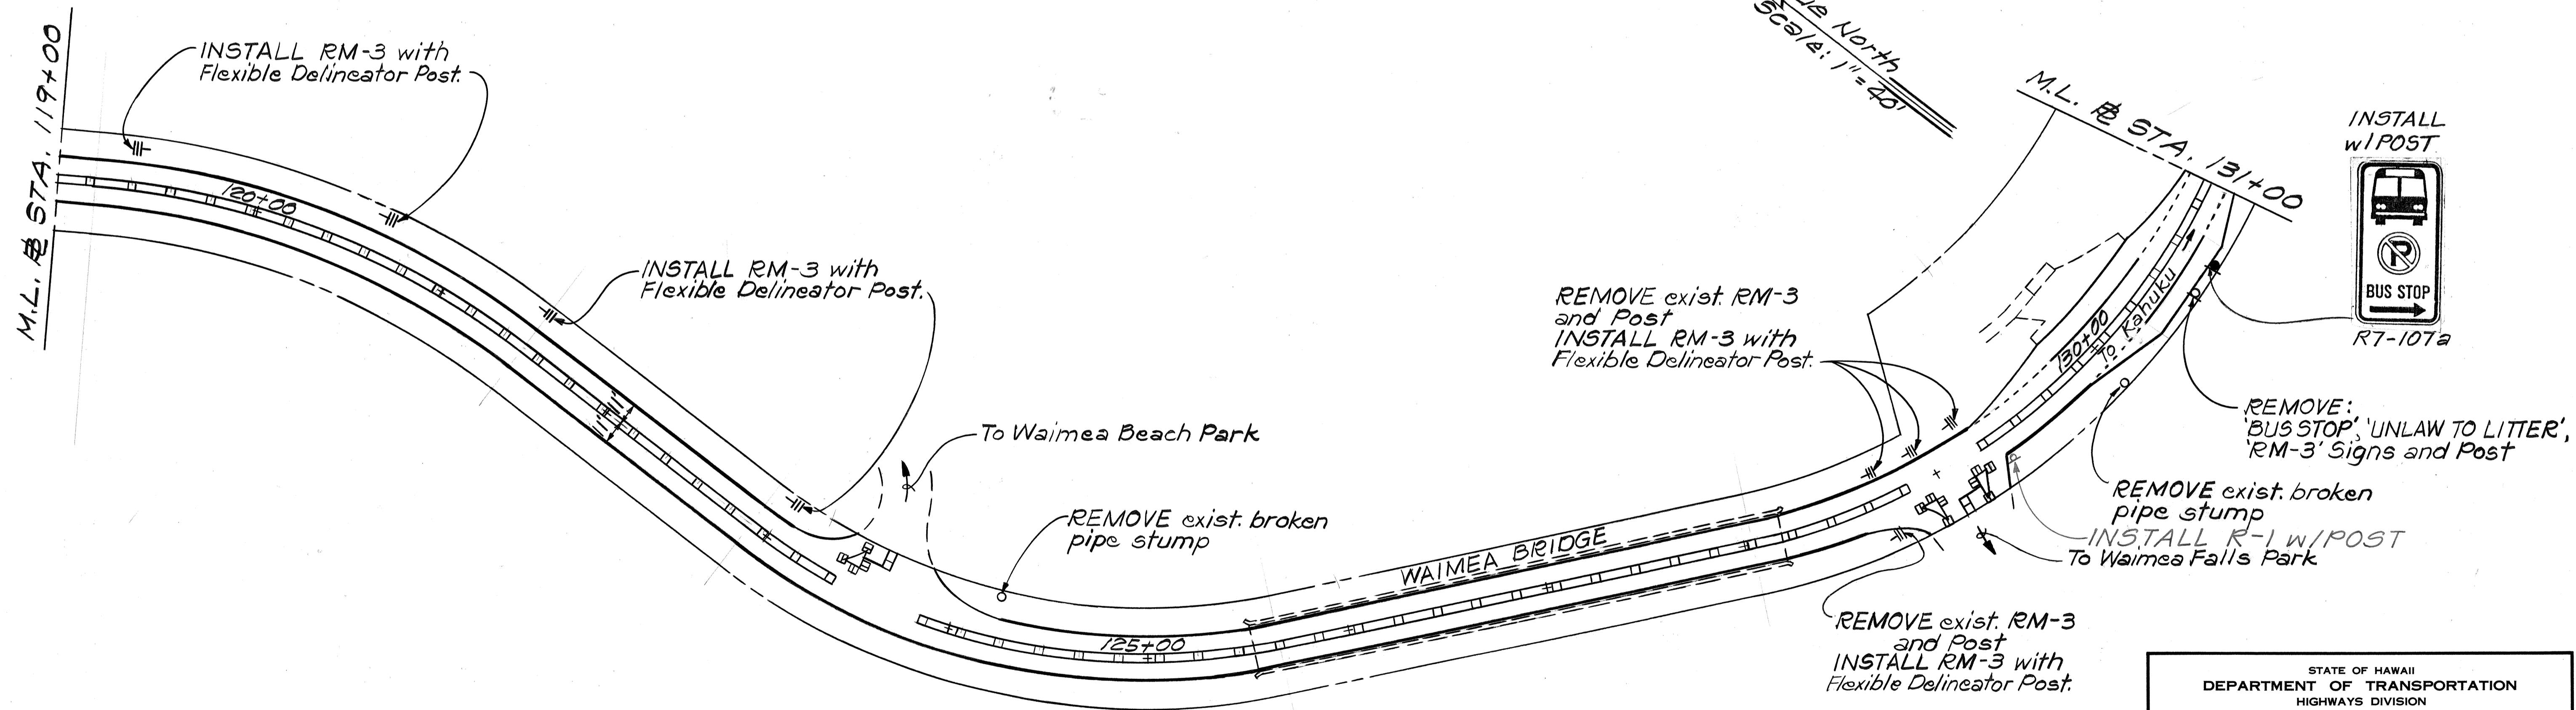 M.L. ℄ STA. 119+00
INSTALL RM-3 with
Flexible Delineator Post.
120+00
INSTALL RM-3 with
Flexible Delineator Post.
To Waimea Beach Park
REMOVE exist. broken
pipe stump
125+00
WAIMEA BRIDGE
North
Scale: 1"=40'
M.L. ℄ STA. 131+00
REMOVE exist. RM-3
and Post
INSTALL RM-3 with
Flexible Delineator Post.
130+00
To Kahuku
INSTALL
w/POST
P
BUS STOP
R7-107a
REMOVE:
'BUS STOP', 'UNLAW TO LITTER',
'RM-3' Signs and Post
REMOVE exist. broken
pipe stump
INSTALL R-1 w/POST
To Waimea Falls Park
REMOVE exist. RM-3
and Post
INSTALL RM-3 with
Flexible Delineator Post.
STATE OF HAWAII
DEPARTMENT OF TRANSPORTATION
HIGHWAYS DIVISION